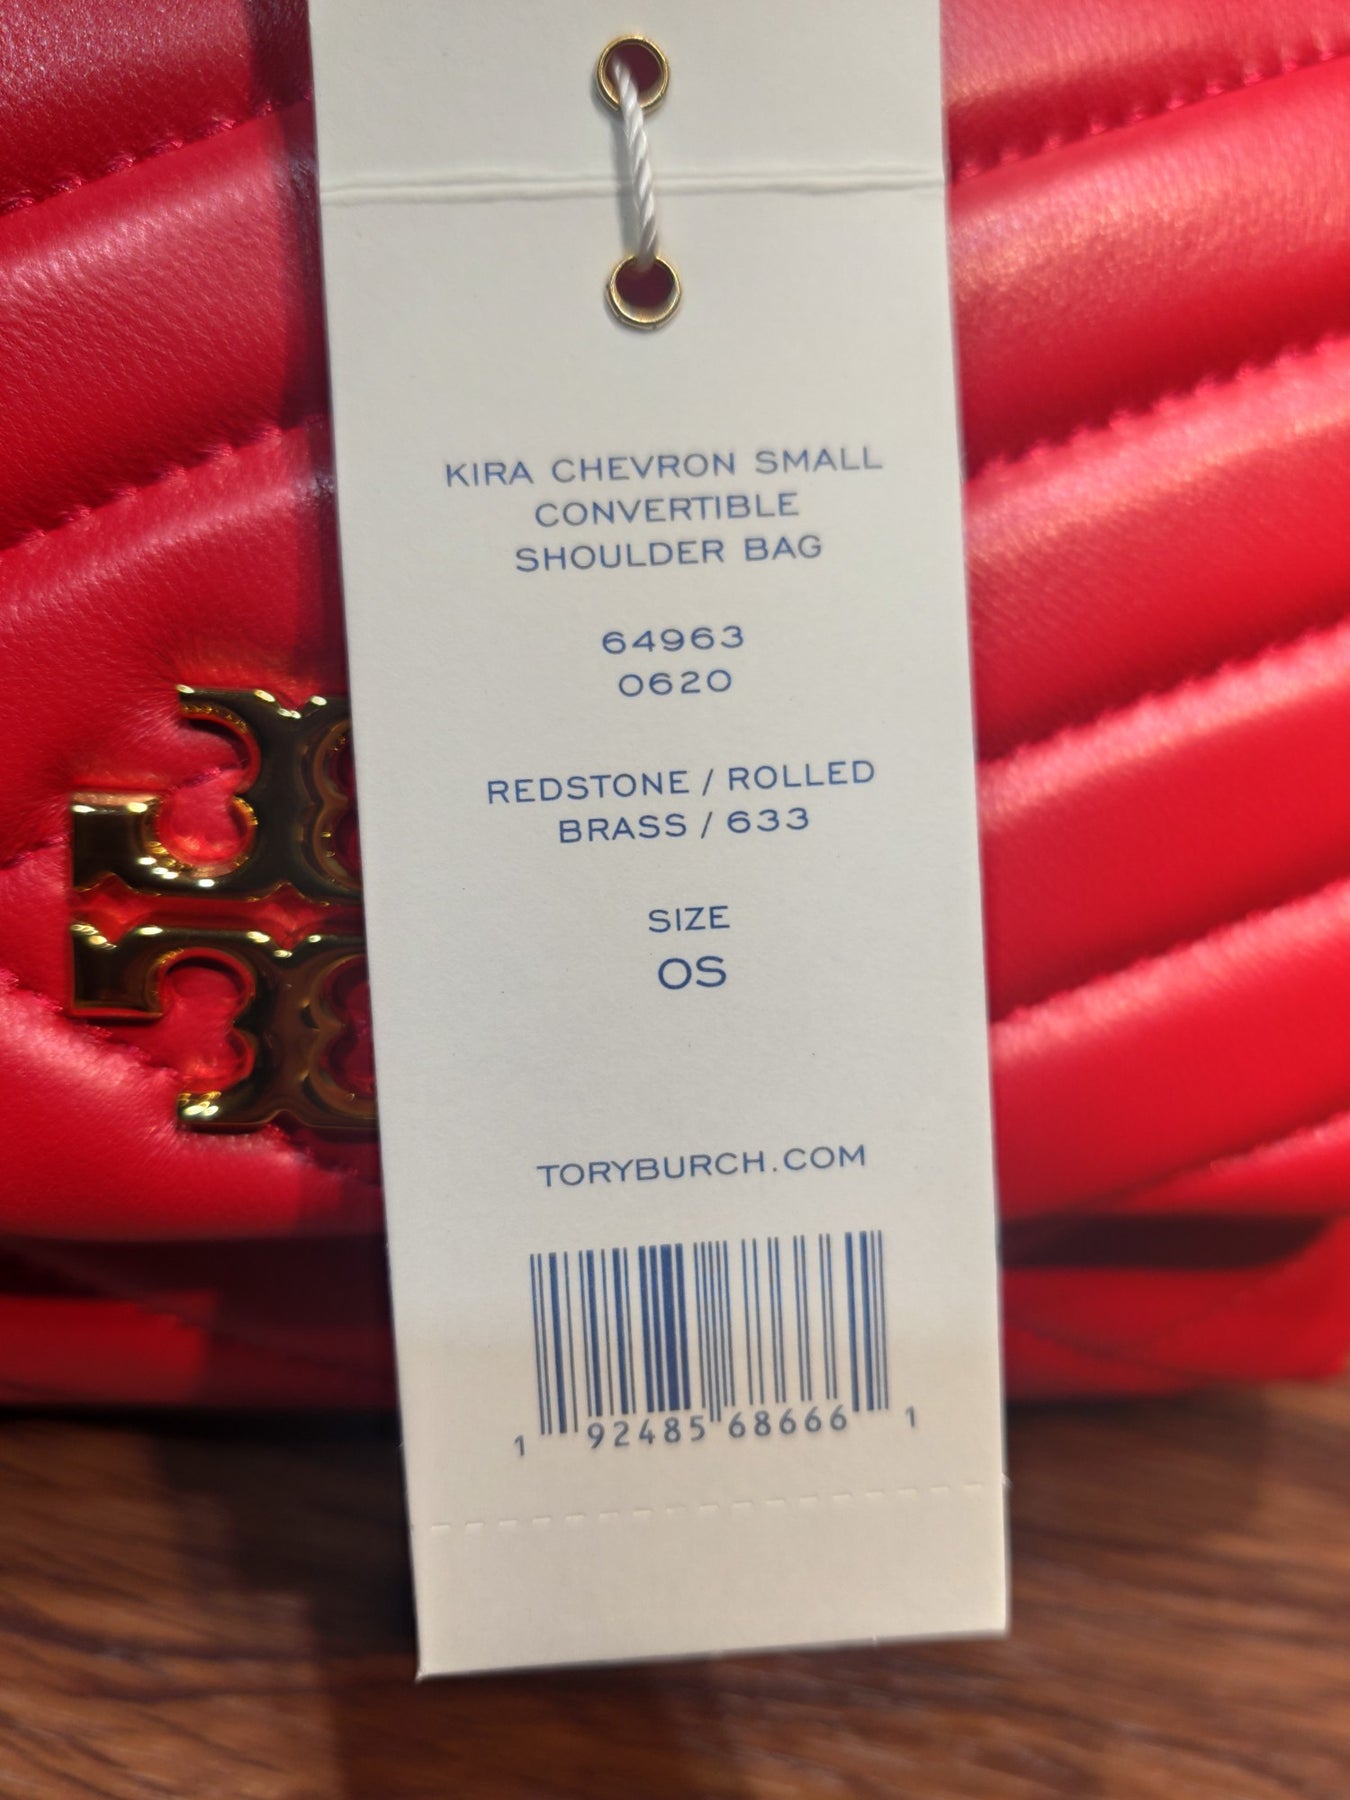 KIRA CHEVRON SMALL
CONVERTIBLE
SHOULDER BAG
64963
0620
REDSTONE / ROLLED
BRASS / 633
SIZE
OS
TORYBURCH.COM
1 92485 68666 1